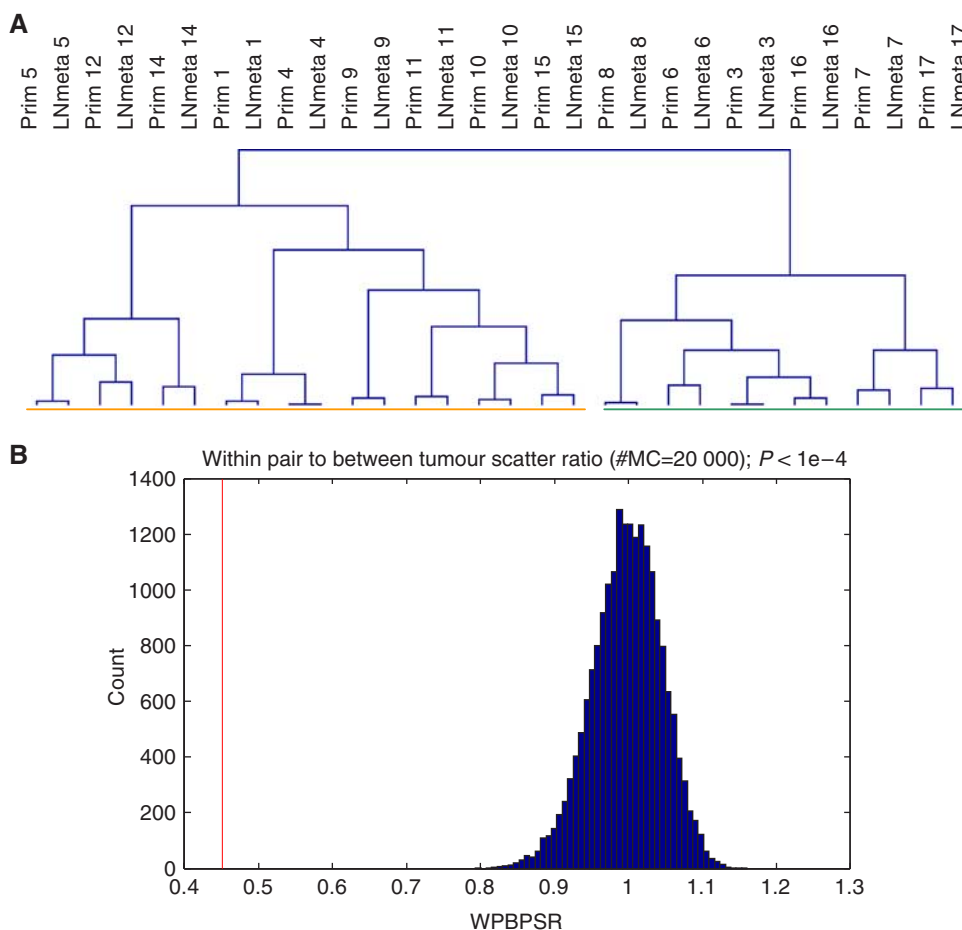 A
Prim 5
LNmeta 5
Prim 12
LNmeta 12
Prim 14
LNmeta 14
Prim 1
LNmeta 1
Prim 4
LNmeta 4
Prim 9
LNmeta 9
Prim 11
LNmeta 11
Prim 10
LNmeta 10
Prim 15
LNmeta 15
Prim 8
LNmeta 8
Prim 6
LNmeta 6
Prim 3
LNmeta 3
Prim 16
LNmeta 16
Prim 7
LNmeta 7
Prim 17
LNmeta 17
B
Within pair to between tumour scatter ratio (#MC=20 000); P < 1e−4
1400
1200
1000
800
600
400
200
0
Count
0.4 0.5 0.6 0.7 0.8 0.9 1 1.1 1.2 1.3
WPBPSR